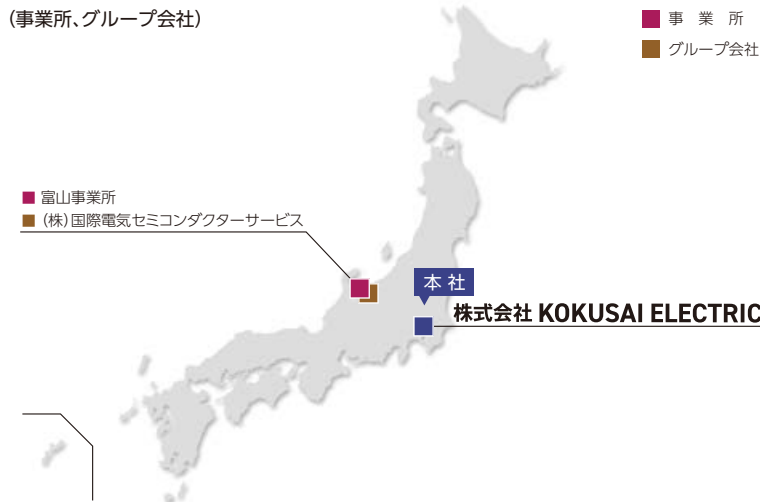 (事業所、グループ会社)
事 業 所
グループ会社
富山事業所
(株)国際電気セミコンダクターサービス
本 社
株式会社 KOKUSAI ELECTRIC